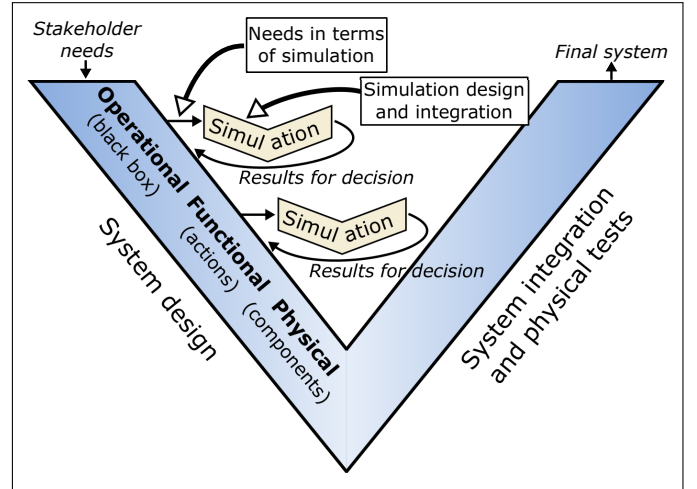 Stakeholder
needs
Needs in terms
of simulation
Final system
Simulation design
and integration
Simul ation
Results for decision
Simul ation
Results for decision
Operational Functional Physical
(black box) (actions) (components)
System design
System integration
and physical tests